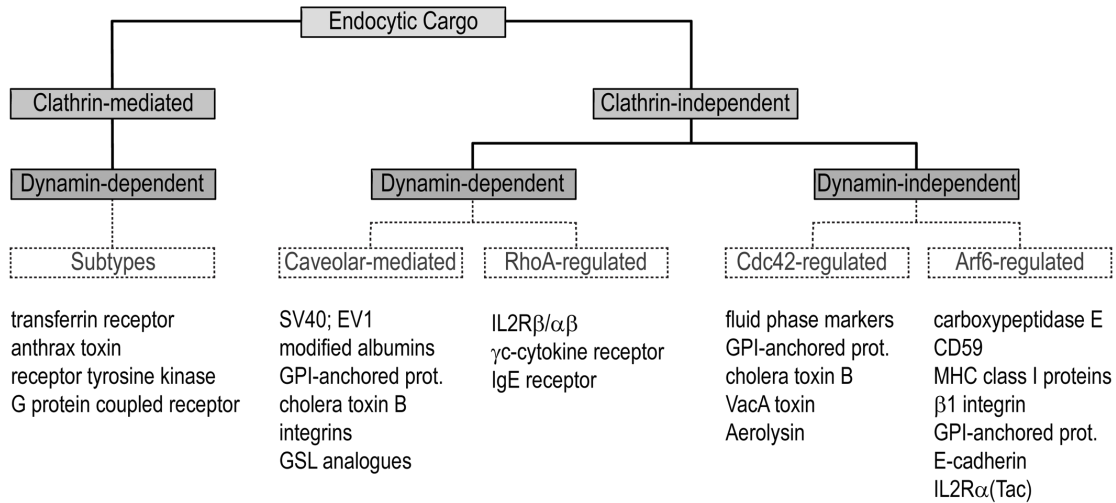 Endocytic Cargo
Clathrin-mediated
Clathrin-independent
Dynamin-dependent
Dynamin-dependent
Dynamin-independent
Subtypes
Caveolar-mediated
RhoA-regulated
Cdc42-regulated
Arf6-regulated
transferrin receptor
anthrax toxin
receptor tyrosine kinase
G protein coupled receptor
SV40; EV1
modified albumins
GPI-anchored prot.
cholera toxin B
integrins
GSL analogues
IL2Rβ/αβ
γc-cytokine receptor
IgE receptor
fluid phase markers
GPI-anchored prot.
cholera toxin B
VacA toxin
Aerolysin
carboxypeptidase E
CD59
MHC class I proteins
β1 integrin
GPI-anchored prot.
E-cadherin
IL2Rα(Tac)